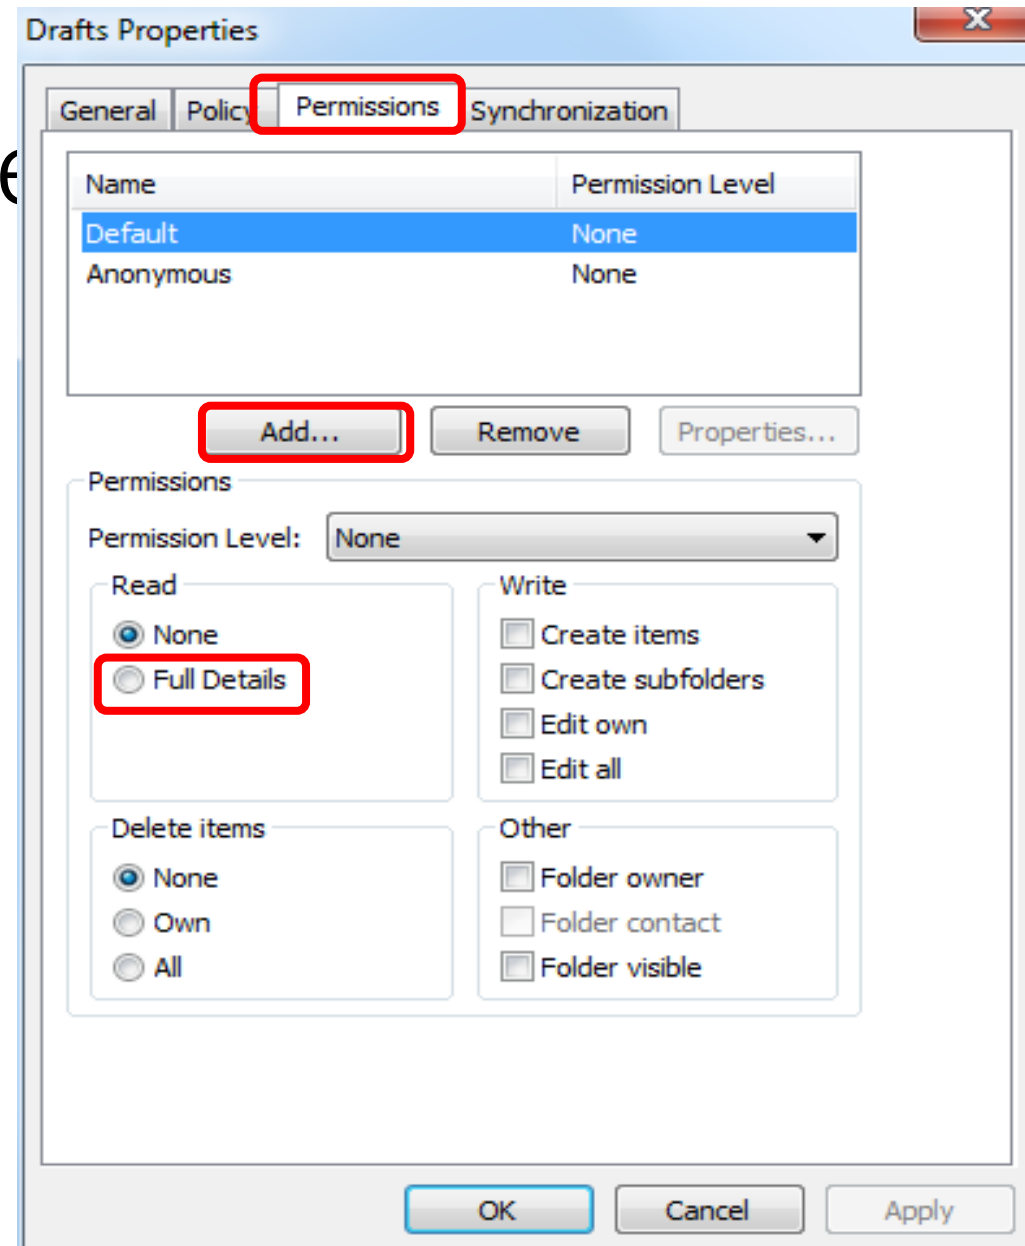 Drafts Properties
General Policy Permissions Synchronization
Name Permission Level
Default None
Anonymous None
Add... Remove Properties...
Permissions
Permission Level: None
Read Write
None Create items
Full Details Create subfolders
Edit own
Edit all
Delete items Other
None Folder owner
Own Folder contact
All Folder visible
OK Cancel Apply